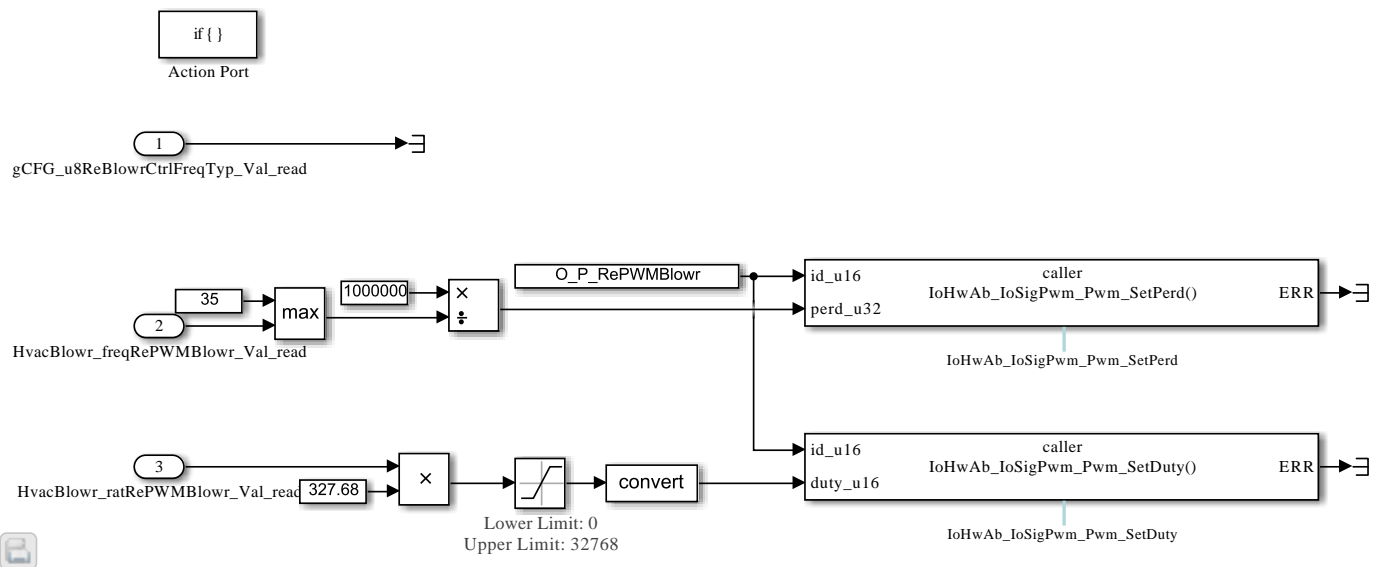 if { }
Action Port
1
gCFG_u8ReBlowrCtrlFreqTyp_Val_read
O_P_RePWMBlowr
id_u16
caller
IoHwAb_IoSigPwm_Pwm_SetPerd()
ERR
perd_u32
1000000
×
÷
35
max
2
HvacBlowr_freqRePWMBlowr_Val_read
IoHwAb_IoSigPwm_Pwm_SetPerd
id_u16
caller
IoHwAb_IoSigPwm_Pwm_SetDuty()
ERR
duty_u16
3
HvacBlowr_ratRePWMBlowr_Val_read
327.68
×
convert
Lower Limit: 0
Upper Limit: 32768
IoHwAb_IoSigPwm_Pwm_SetDuty